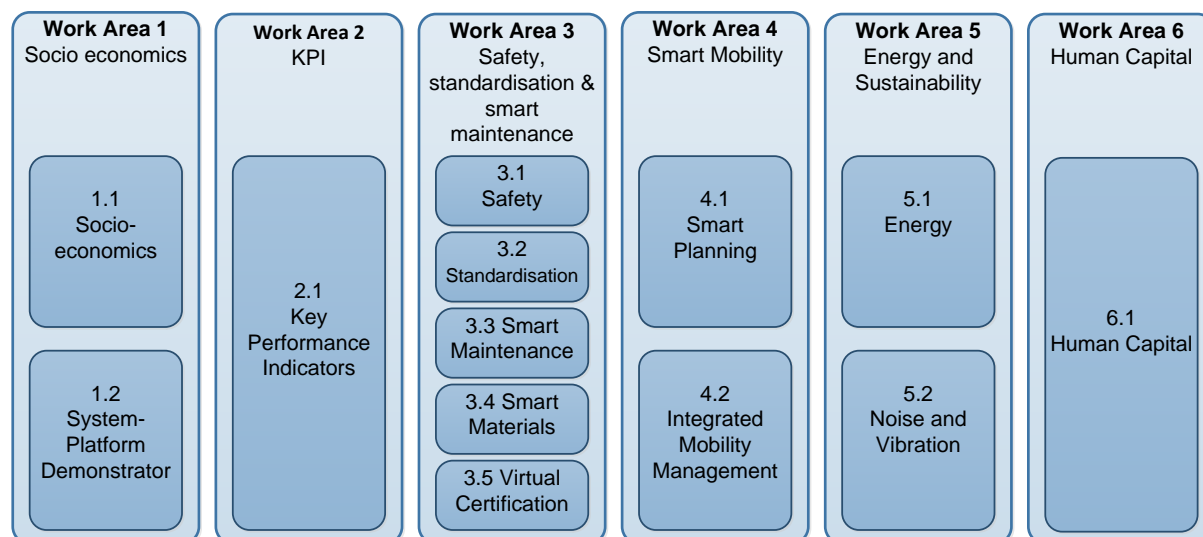 Work Area 1
Socio economics
1.1
Socio-
economics
1.2
System-
Platform
Demonstrator
Work Area 2
KPI
2.1
Key
Performance
Indicators
Work Area 3
Safety,
standardisation &
smart
maintenance
3.1
Safety
3.2
Standardisation
3.3 Smart
Maintenance
3.4 Smart
Materials
3.5 Virtual
Certification
Work Area 4
Smart Mobility
4.1
Smart
Planning
4.2
Integrated
Mobility
Management
Work Area 5
Energy and
Sustainability
5.1
Energy
5.2
Noise and
Vibration
Work Area 6
Human Capital
6.1
Human Capital